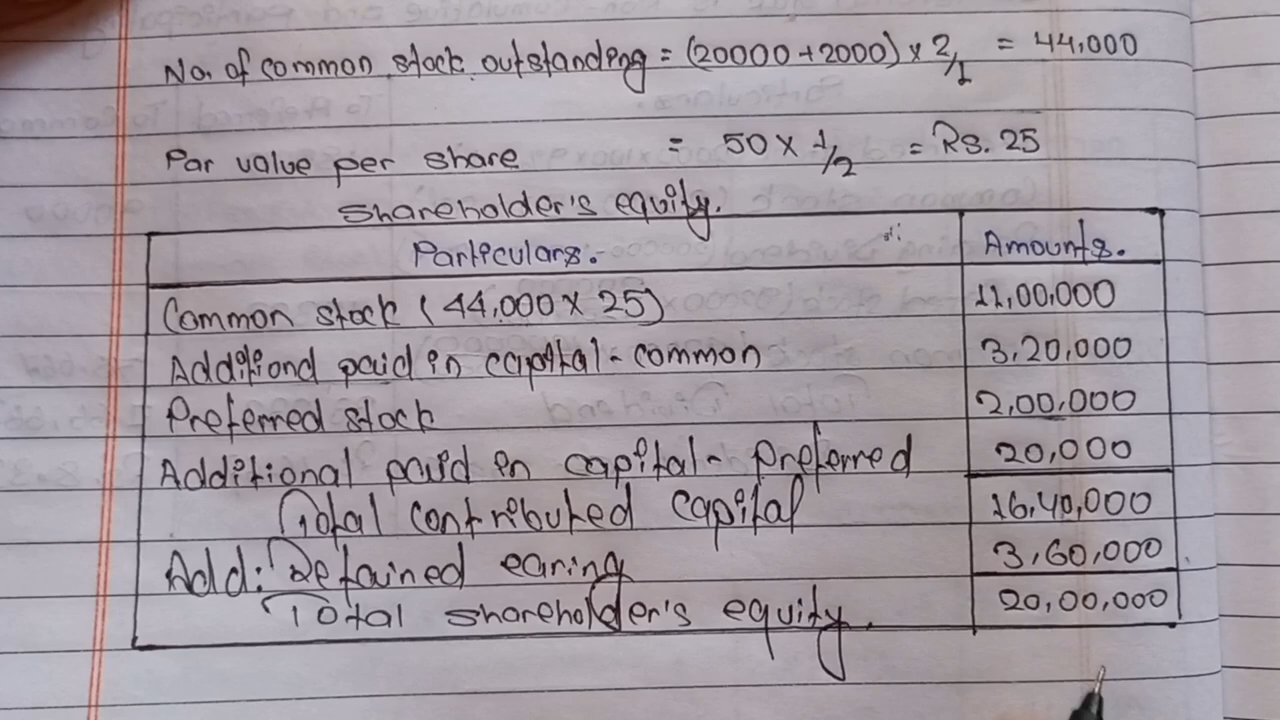 No. of common stock outstanding = (20000+2000) × 2/1 = 44,000
Par value per share = 50 × 1/2 = Rs. 25
Shareholder's equity.
Particulars. Amounts.
Common stock (44,000 × 25) 11,00,000
Additiond paid in capital - common 3,20,000
Preferred stock 2,00,000
Additional paid in capital - Preferred 20,000
Total contributed capital 16,40,000
Add: Retained earing 3,60,000
Total shareholder's equity. 20,00,000